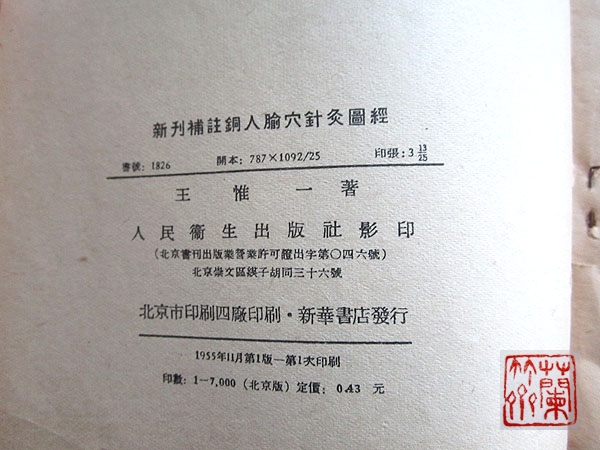 新刊補註銅人腧穴針灸圖經
書號: 1826 開本: 787×1092/25 印張: 3 13/25
王惟一著
人民衞生出版社影印
(北京書刊出版業營業許可證出字第〇四六號)
北京崇文區緓子胡同三十六號
北京市印刷四廠印刷·新華書店發行
1955年11月第1版—第1次印刷
印數: 1—7,000 (北京版) 定價: 0.43 元